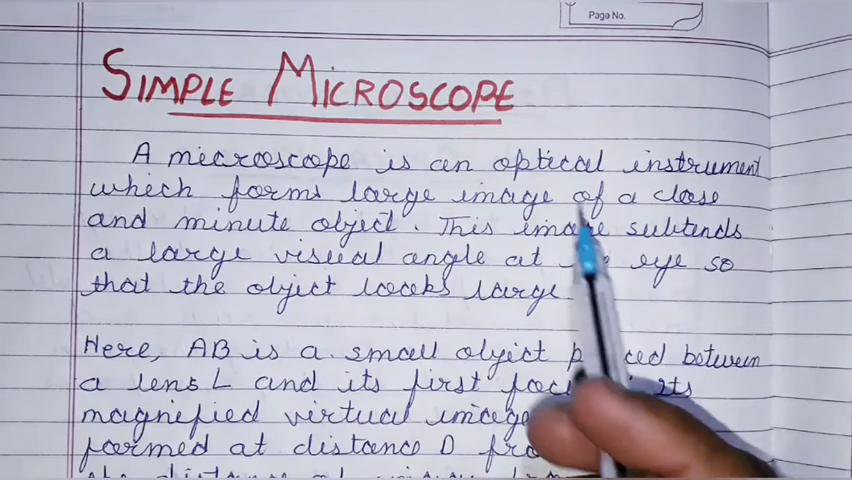 Page No.
SIMPLE MICROSCOPE
A microscope is an optical instrument
which forms large image of a close
and minute object. This image subtends
a large visual angle at eye so
that the object looks large
Here, AB is a small object between
a lens L and its first Its
magnified virtual image
formed at distance D